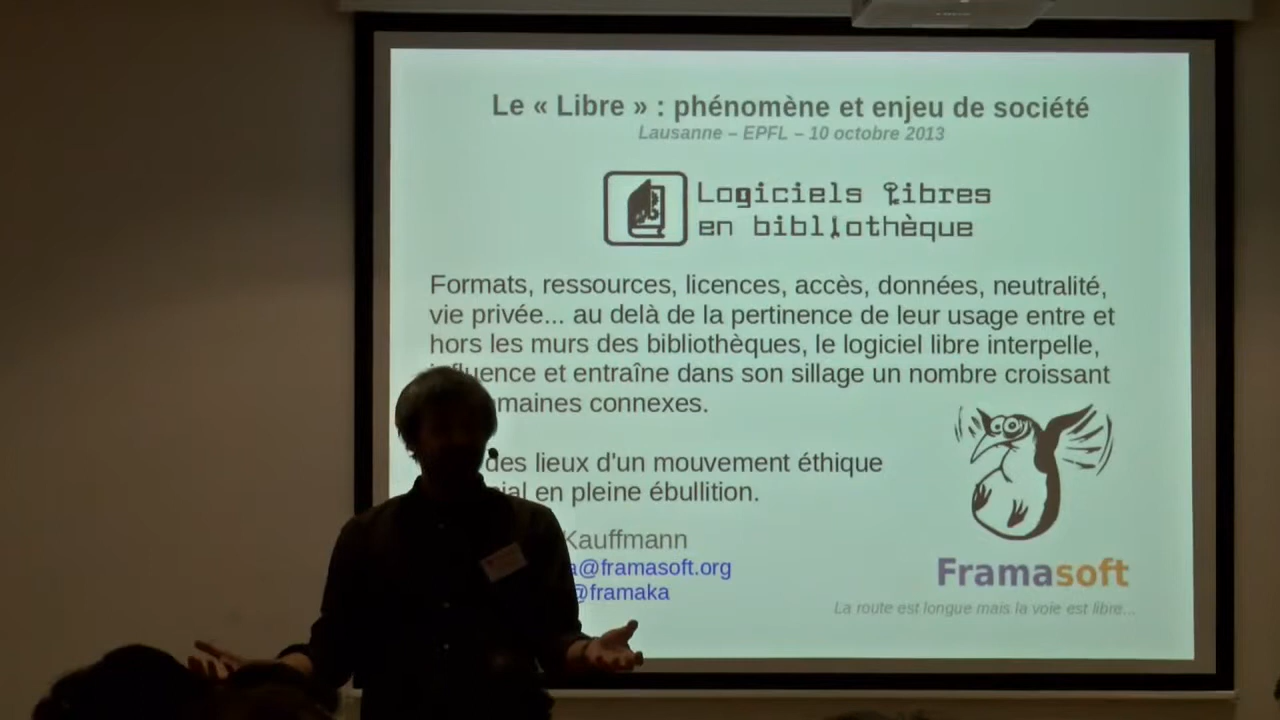 Le « Libre » : phénomène et enjeu de société
Lausanne – EPFL – 10 octobre 2013
Logiciels libres
en bibliothèque
Formats, ressources, licences, accès, données, neutralité,
vie privée... au delà de la pertinence de leur usage entre et
hors les murs des bibliothèques, le logiciel libre interpelle,
influence et entraîne dans son sillage un nombre croissant
maines connexes.
des lieux d'un mouvement éthique
ial en pleine ébullition.
Kauffmann
a@framasoft.org
@framaka
Framasoft
La route est longue mais la voie est libre...